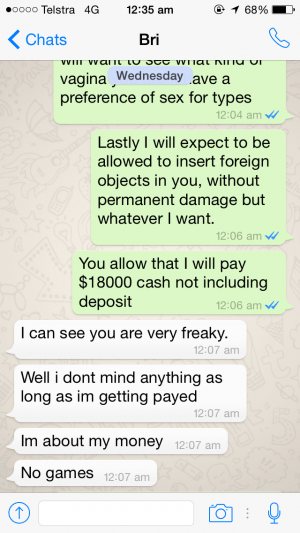 Telstra 4G 12:35 am 68%
Chats Bri
will want to see what kind of
Wednesday
vagina ave a
preference of sex for types
12:04 am
Lastly I will expect to be
allowed to insert foreign
objects in you, without
permanent damage but
whatever I want.
12:06 am
You allow that I will pay
$18000 cash not including
deposit
12:06 am
I can see you are very freaky.
12:07 am
Well i dont mind anything as
long as im getting payed
12:07 am
Im about my money 12:07 am
No games 12:07 am